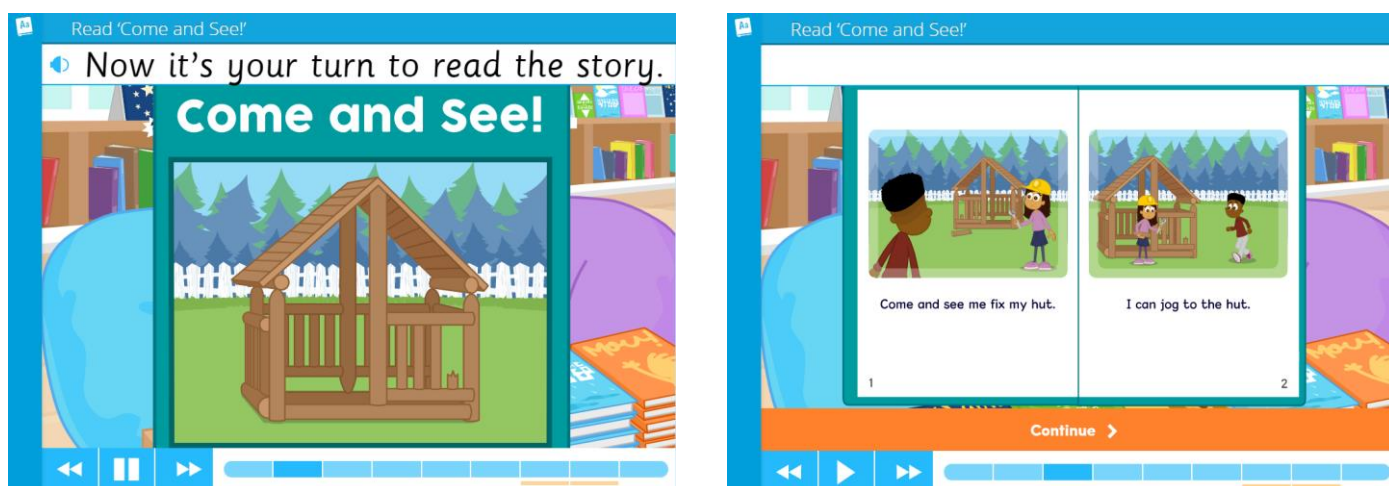 Read ‘Come and See!’
Now it’s your turn to read the story.
Come and See!
Read ‘Come and See!’
Come and see me fix my hut.
1
I can jog to the hut.
2
Continue